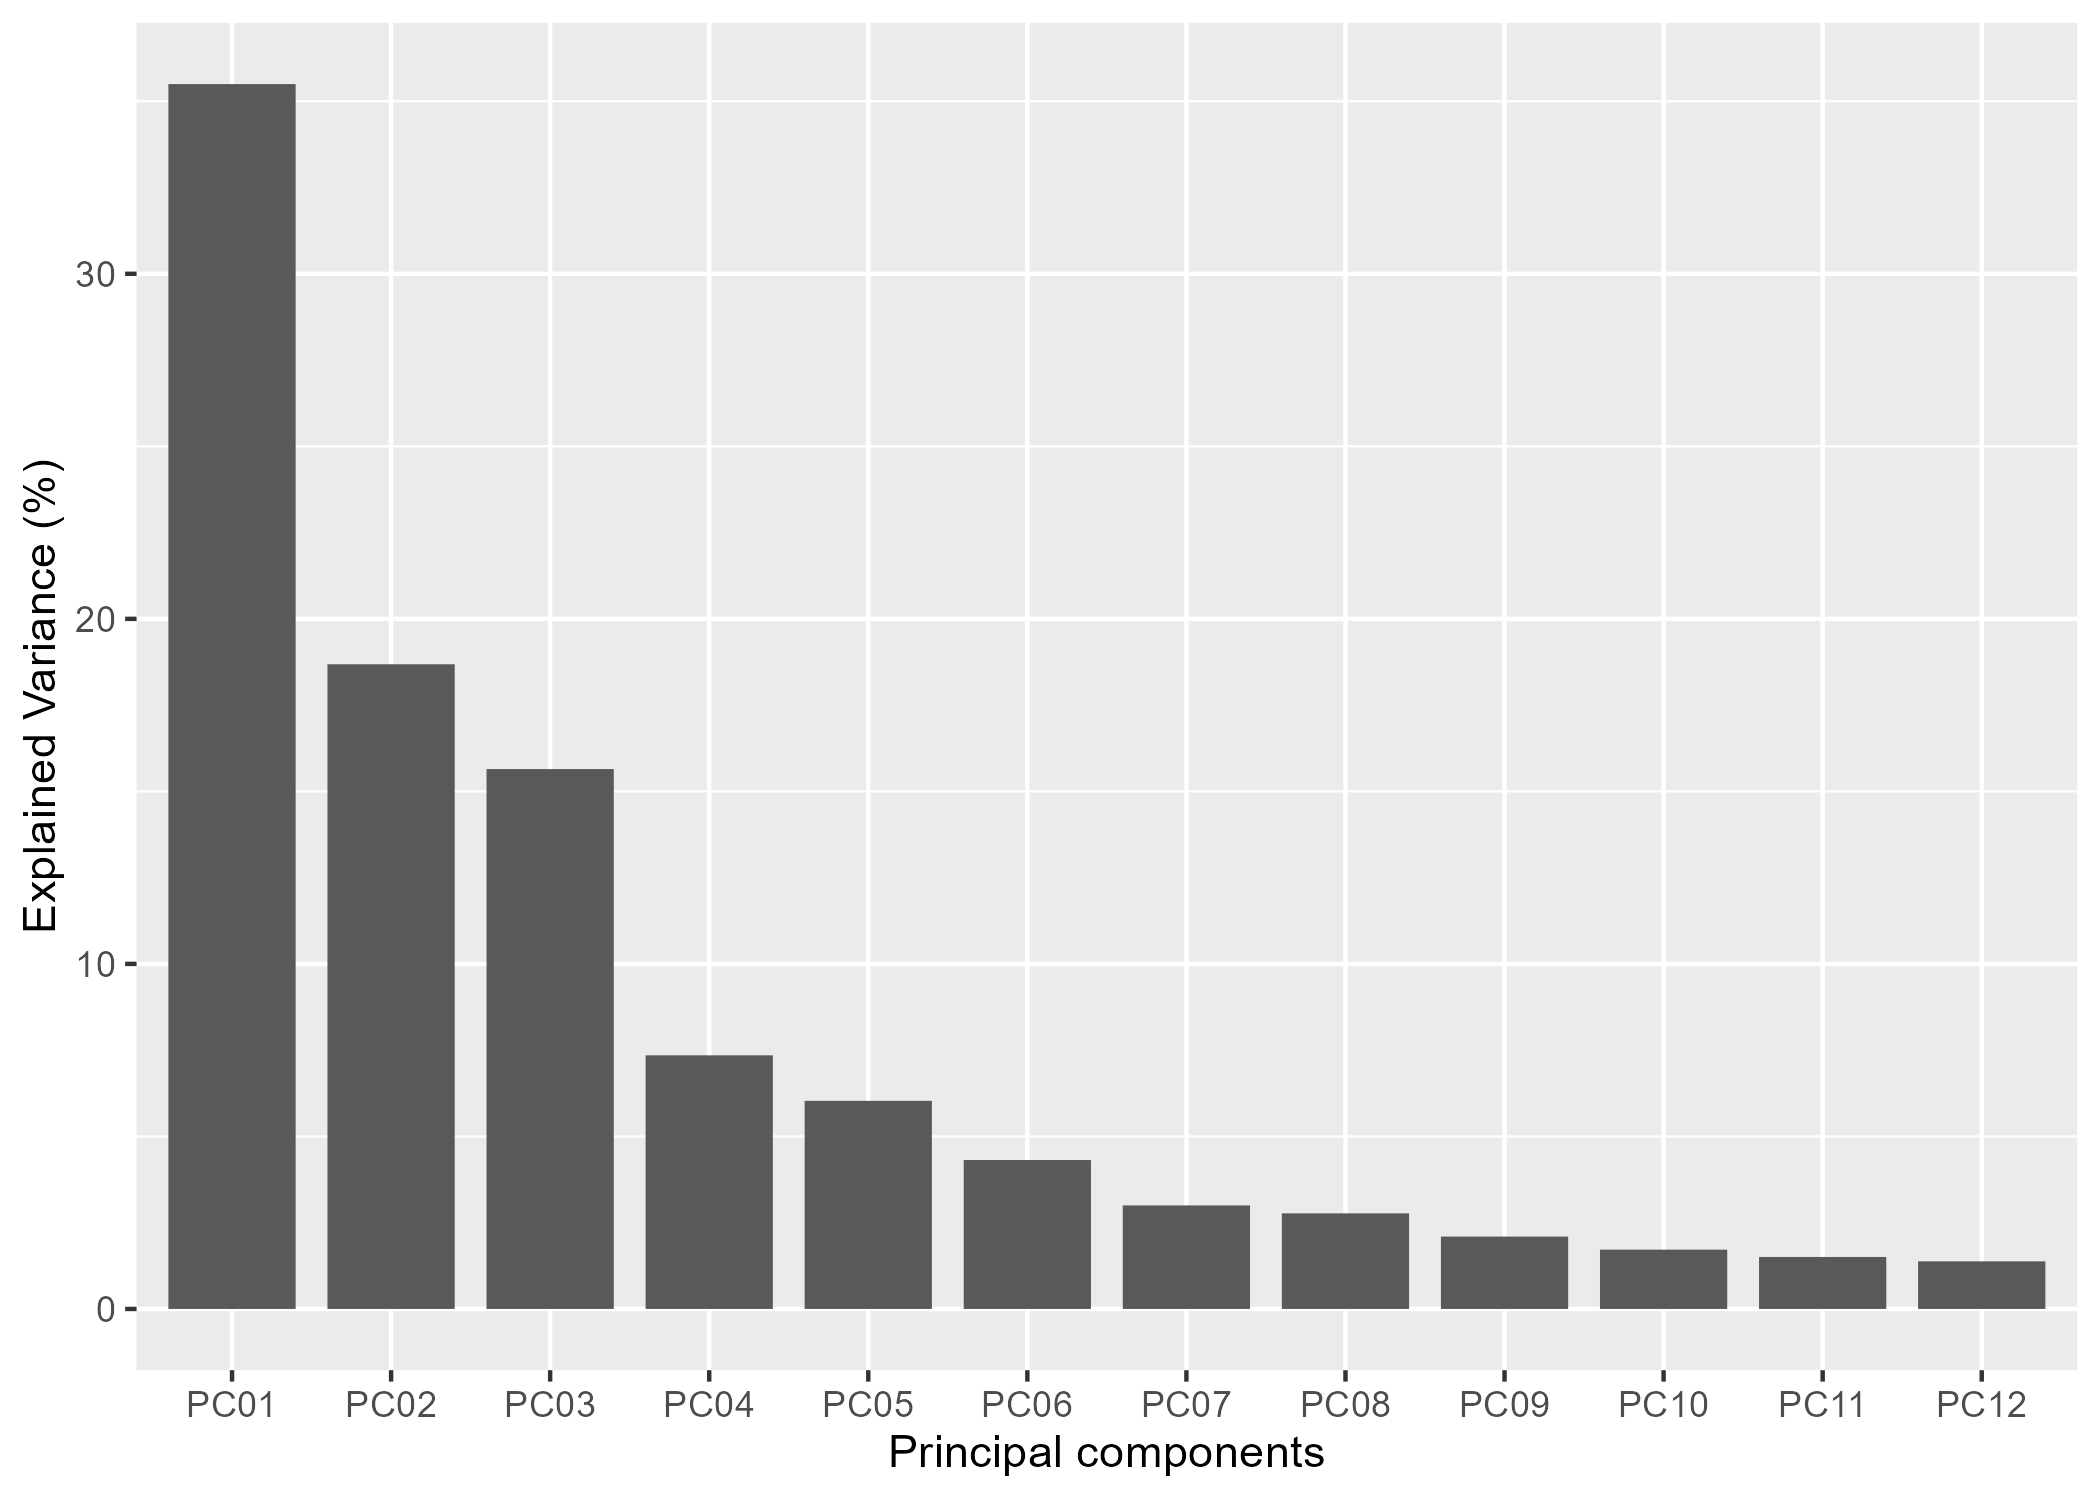 Explained Variance (%)
30
20
10
0
PC01 PC02 PC03 PC04 PC05 PC06 PC07 PC08 PC09 PC10 PC11 PC12
Principal components